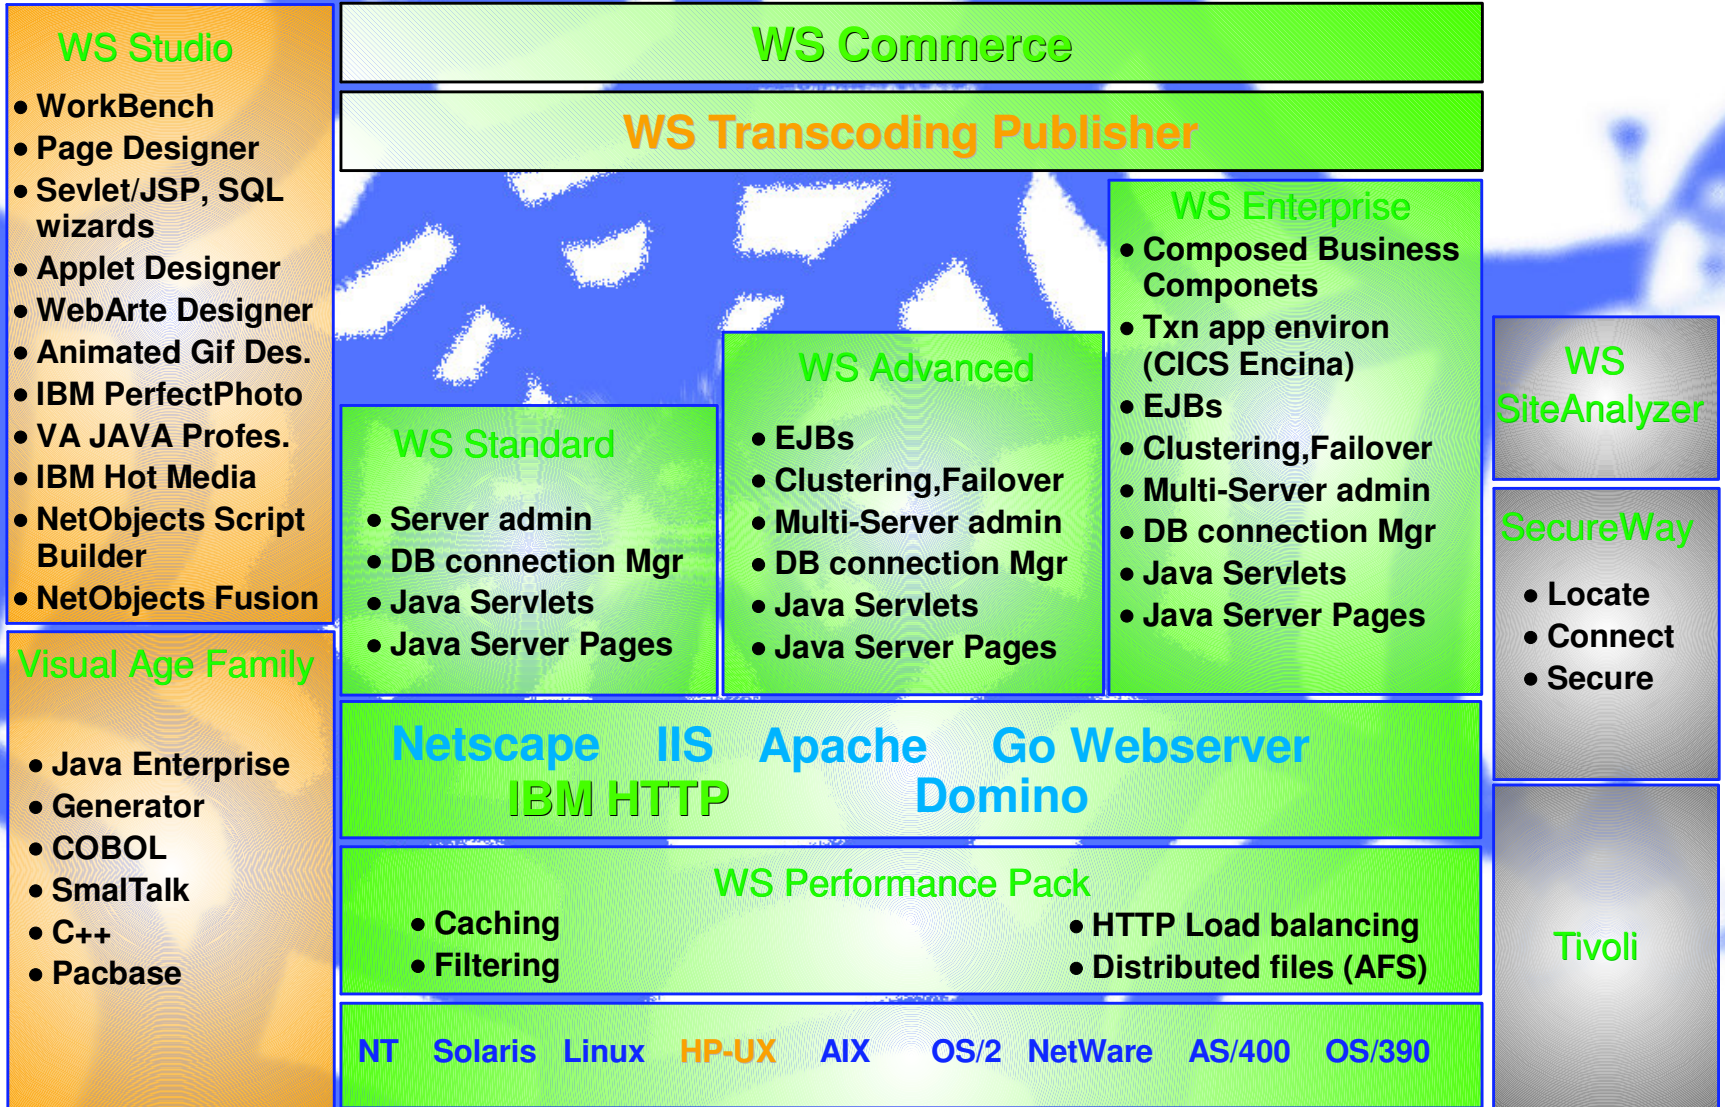 WS Studio
• WorkBench
• Page Designer
• Sevlet/JSP, SQL
wizards
• Applet Designer
• WebArte Designer
• Animated Gif Des.
• IBM PerfectPhoto
• VA JAVA Profes.
• IBM Hot Media
• NetObjects Script
Builder
• NetObjects Fusion
Visual Age Family
• Java Enterprise
• Generator
• COBOL
• SmalTalk
• C++
• Pacbase
WS Commerce
WS Transcoding Publisher
WS Standard
• Server admin
• DB connection Mgr
• Java Servlets
• Java Server Pages
WS Advanced
• EJBs
• Clustering,Failover
• Multi-Server admin
• DB connection Mgr
• Java Servlets
• Java Server Pages
WS Enterprise
• Composed Business
Componets
• Txn app environ
(CICS Encina)
• EJBs
• Clustering,Failover
• Multi-Server admin
• DB connection Mgr
• Java Servlets
• Java Server Pages
Netscape IIS Apache Go Webserver
IBM HTTP Domino
WS Performance Pack
• Caching
• Filtering
• HTTP Load balancing
• Distributed files (AFS)
NT Solaris Linux HP-UX AIX OS/2 NetWare AS/400 OS/390
WS
SiteAnalyzer
SecureWay
• Locate
• Connect
• Secure
Tivoli